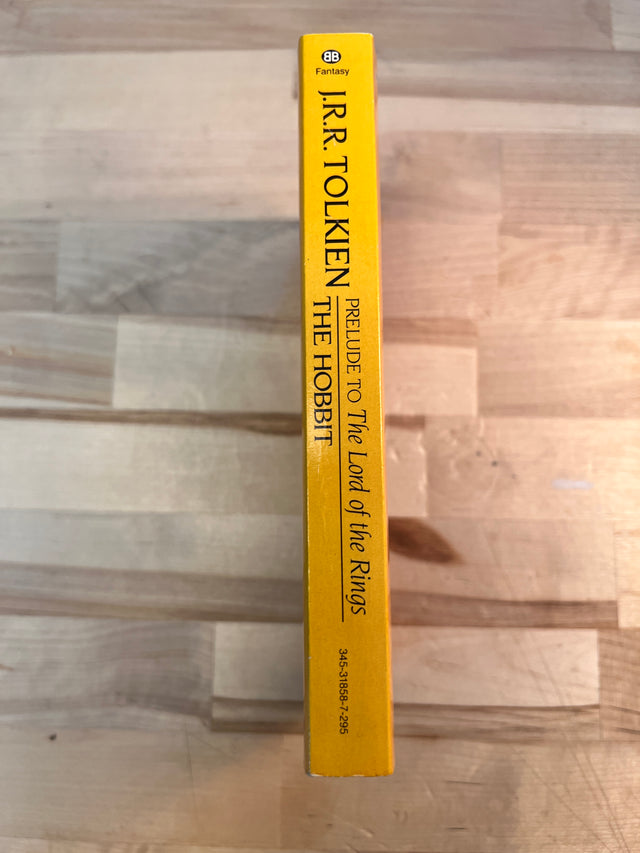 BB
Fantasy
J.R.R. TOLKIEN
PRELUDE TO The Lord of the Rings
THE HOBBIT
345-31858-7-295